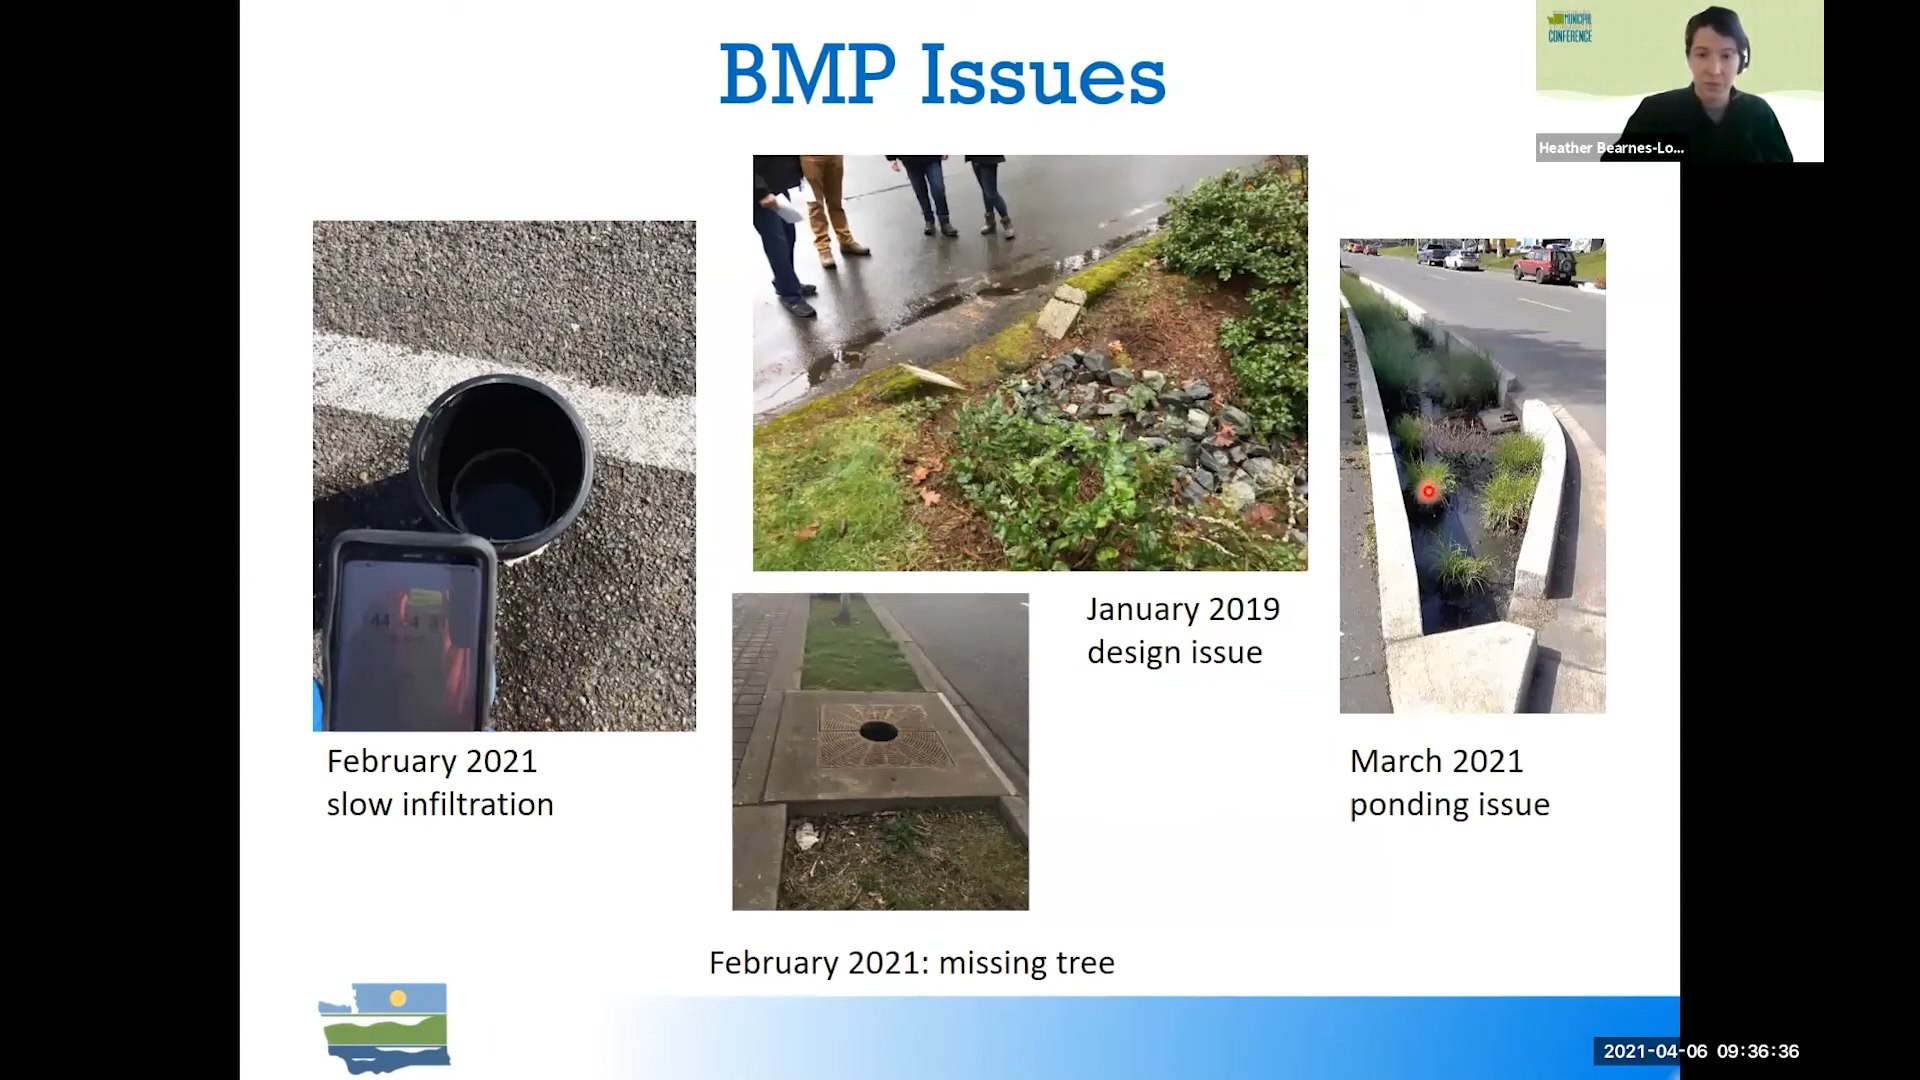 BMP Issues
MUNICIPAL
CONFERENCE
Heather Bearnes-Lo...
January 2019
design issue
February 2021
slow infiltration
March 2021
ponding issue
February 2021: missing tree
2021-04-06 09:36:36